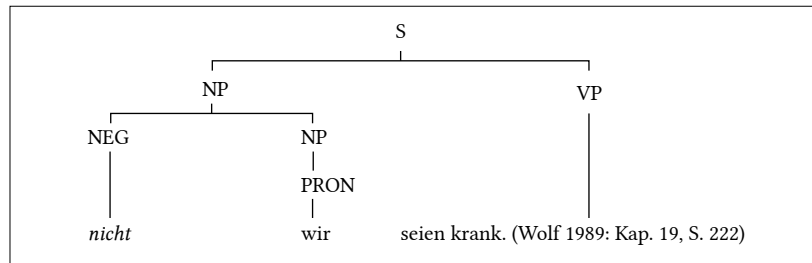 S
NP VP
NEG NP
PRON
nicht wir seien krank. (Wolf 1989: Kap. 19, S. 222)